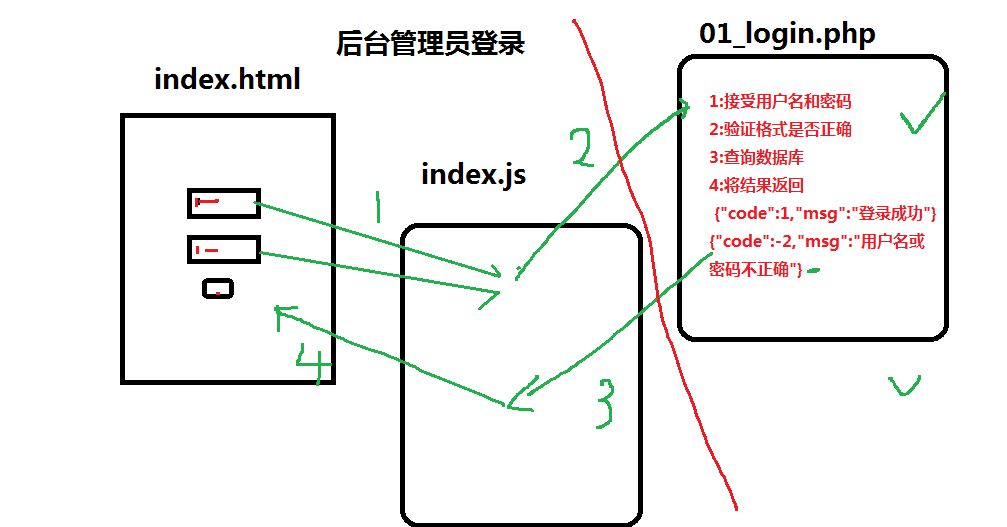 后台管理员登录
01_login.php
index.html
index.js
1:接受用户名和密码
2:验证格式是否正确
3:查询数据库
4:将结果返回
{"code":1,"msg":"登录成功"}
{"code":-2,"msg":"用户名或
密码不正确"}
1
2
3
4